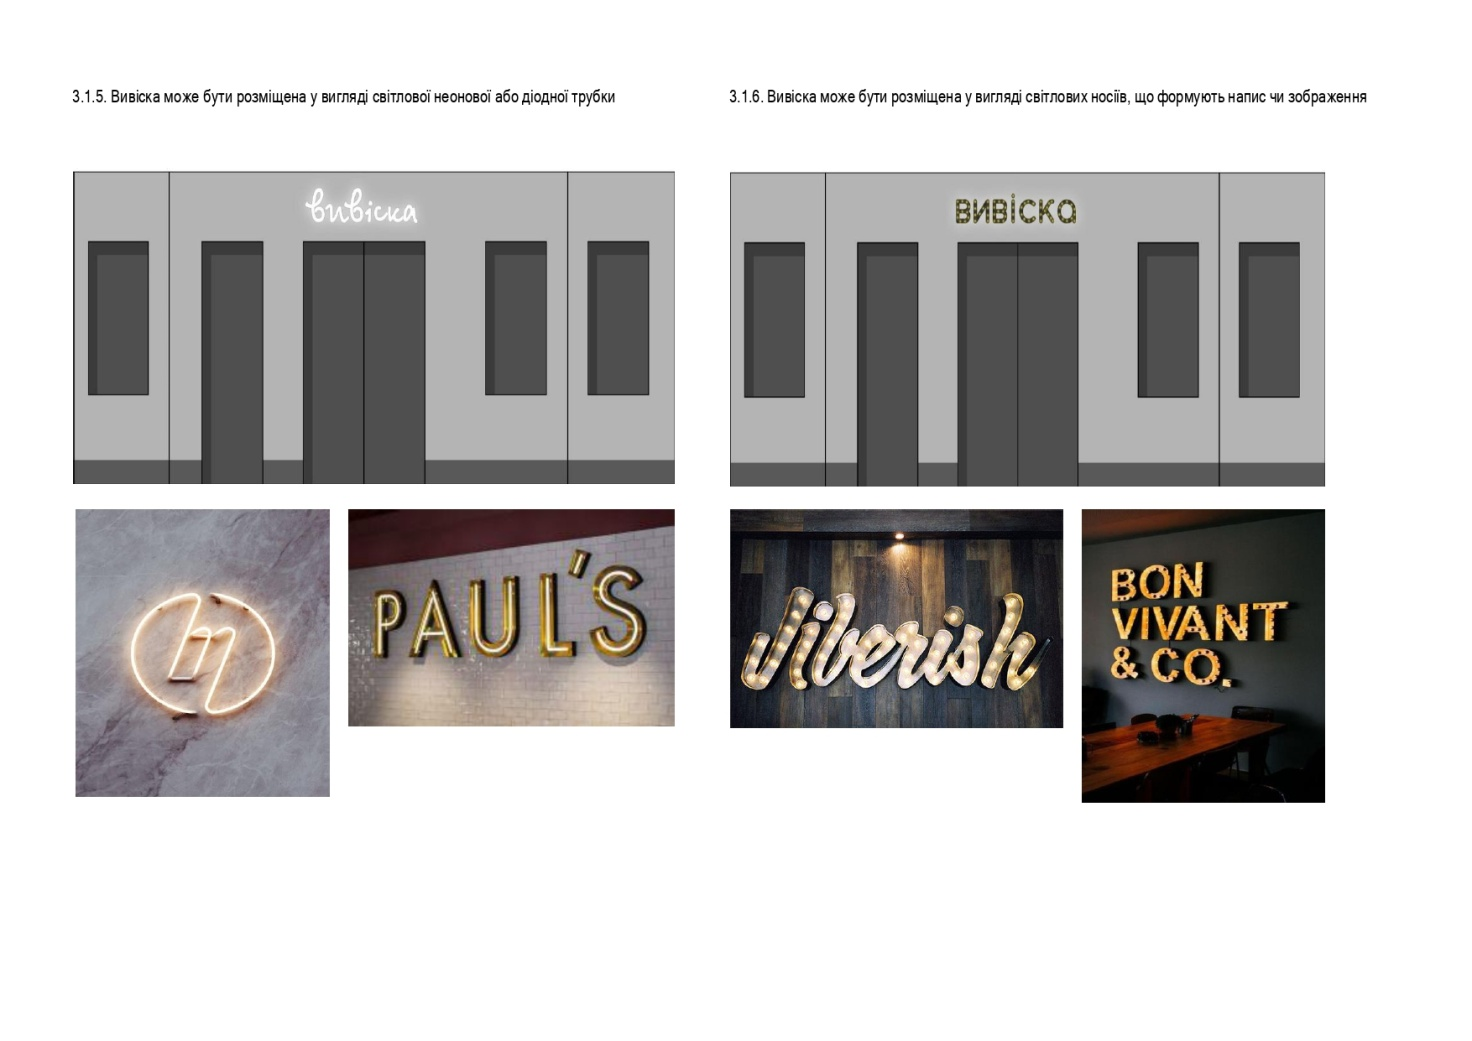 3.1.5. Вивіска може бути розміщена у вигляді світлової неонової або діодної трубки
вивіска
PAUL'S
3.1.6. Вивіска може бути розміщена у вигляді світлових носіїв, що формують напис чи зображення
вивіска
Jiberish
BON
VIVANT
& CO.